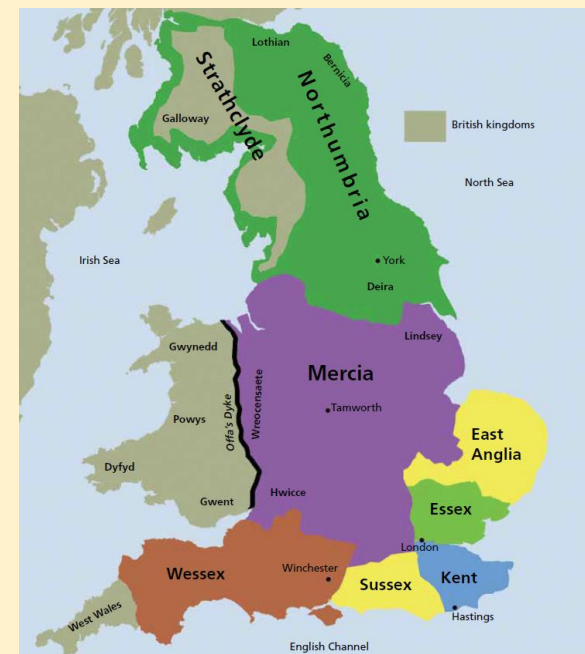 Lothian
Bernicia
Strathclyde
Northumbria
Galloway
British kingdoms
North Sea
Irish Sea
York
Deira
Lindsey
Gwynedd
Mercia
Offa's Dyke
Wreocensaete
Powys
Tamworth
East
Anglia
Dyfyd
Hwicce
Gwent
Essex
London
Wessex
Winchester
Sussex
Kent
West Wales
Hastings
English Channel